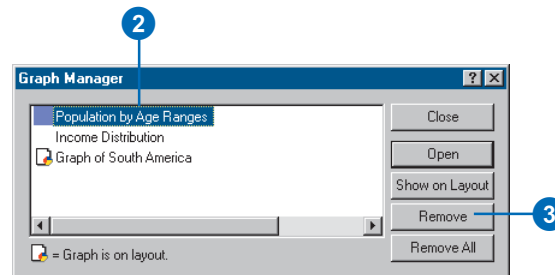 2
Graph Manager
Population by Age Ranges
Income Distribution
Graph of South America
Close
Open
Show on Layout
Remove
3
Remove All
= Graph is on layout.